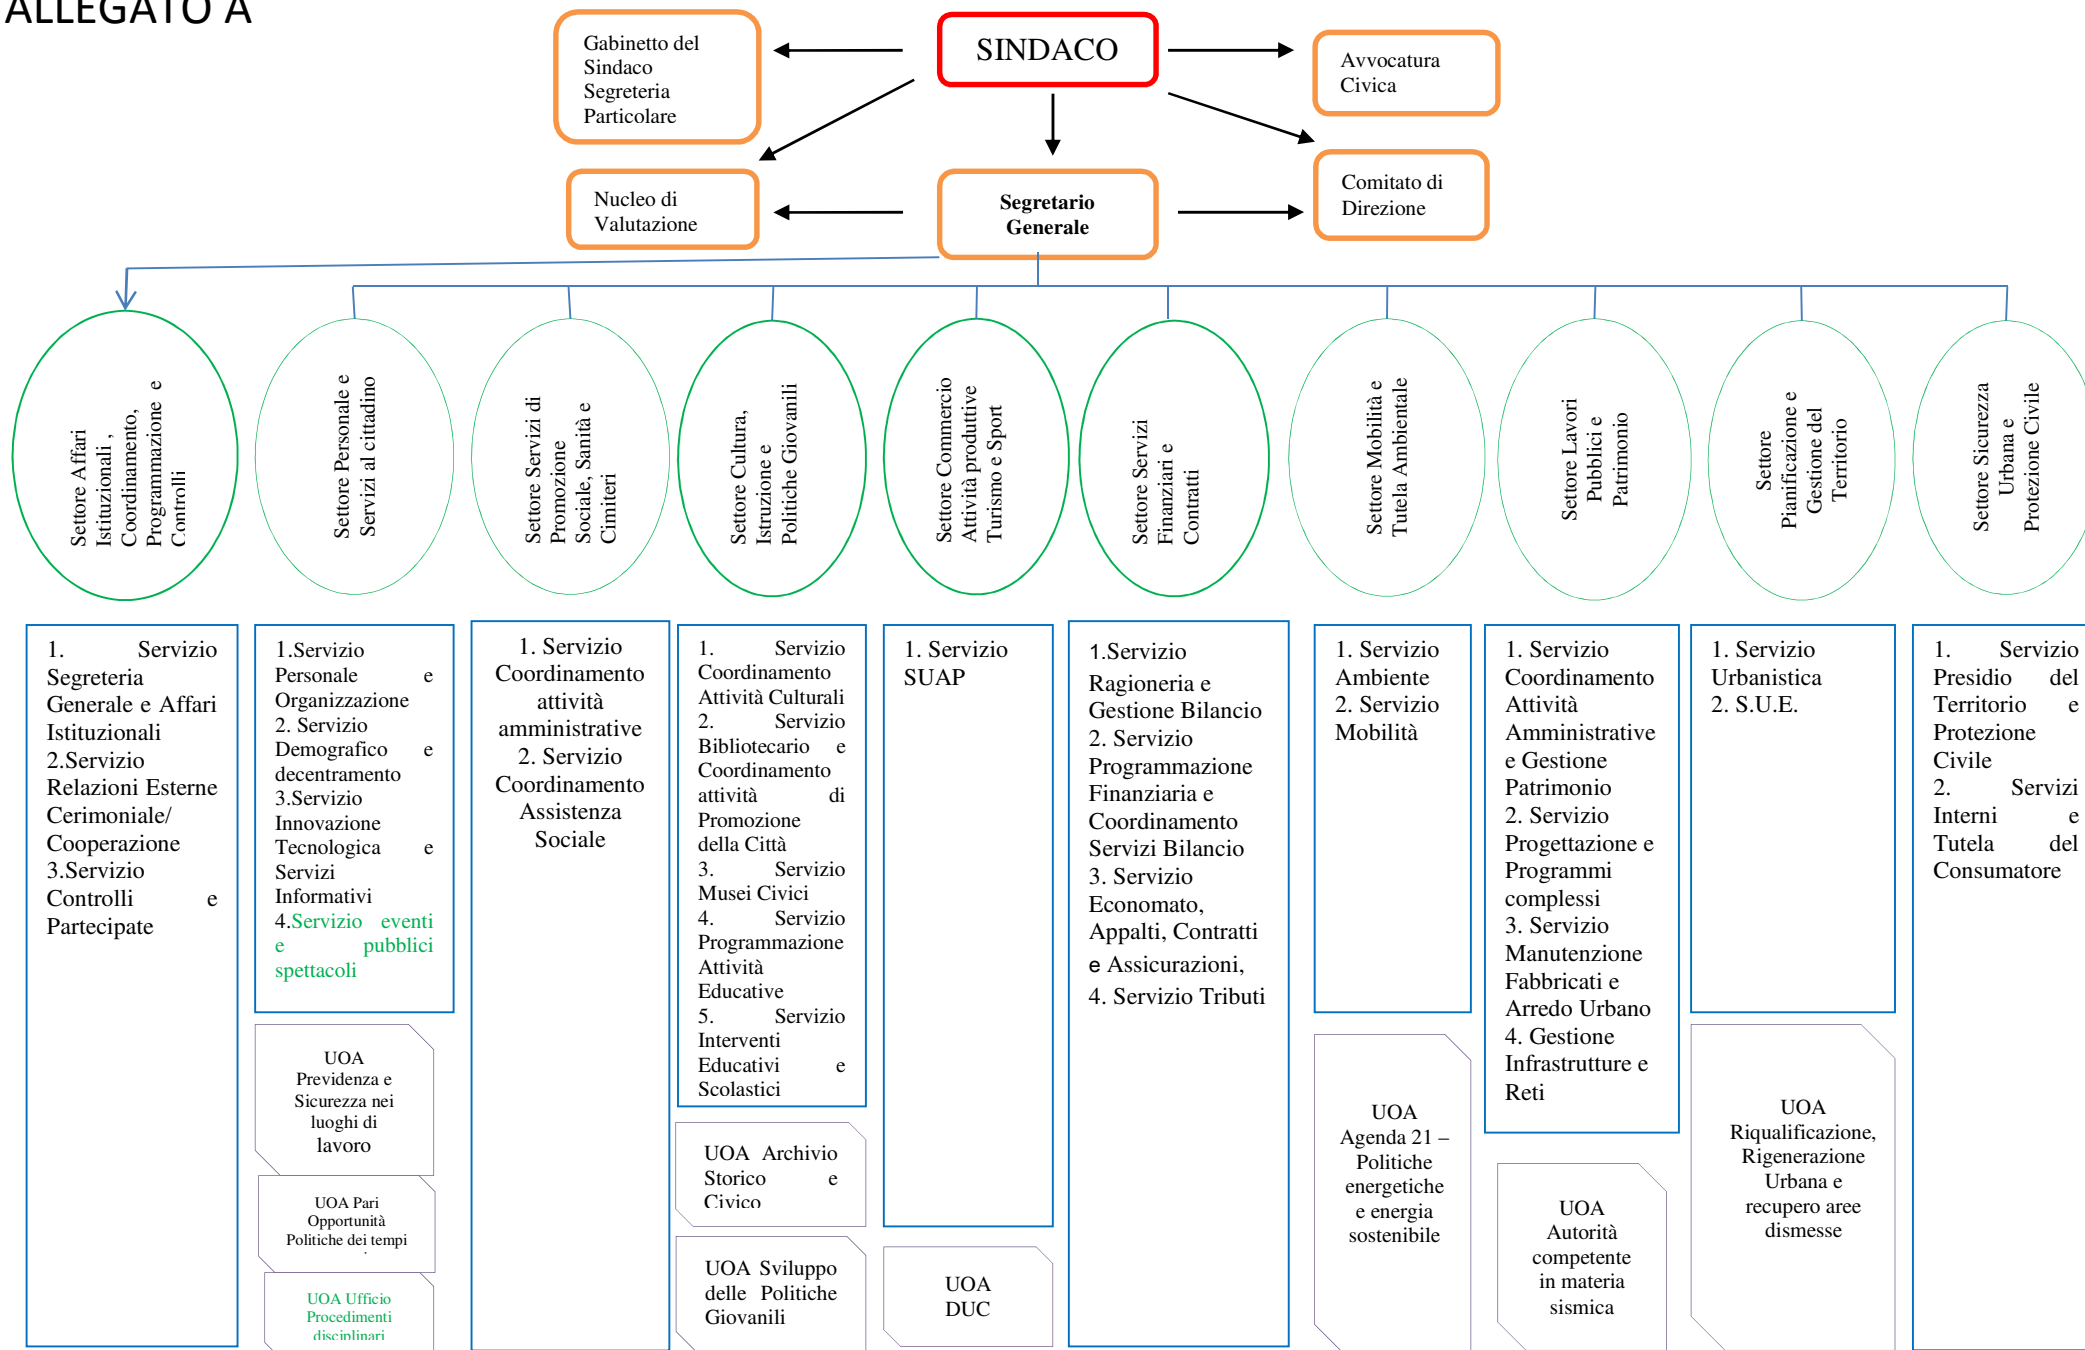 ALLEGATO A
Gabinetto del
Sindaco
Segreteria
Particolare
SINDACO
Avvocatura
Civica
Nucleo di
Valutazione
Segretario
Generale
Comitato di
Direzione
Settore Affari
Istituzionali ,
Coordinamento,
Programmazione e
Controlli
Settore Personale e
Servizi al cittadino
Settore Servizi di
Promozione
Sociale, Sanità e
Cimiteri
Settore Cultura,
Istruzione e
Politiche Giovanili
Settore Commercio
Attività produttive
Turismo e Sport
Settore Servizi
Finanziari e
Contratti
Settore Mobilità e
Tutela Ambientale
Settore Lavori
Pubblici e
Patrimonio
Settore
Pianificazione e
Gestione del
Territorio
Settore Sicurezza
Urbana e
Protezione Civile
1. Servizio
Segreteria
Generale e Affari
Istituzionali
2.Servizio
Relazioni Esterne
Cerimoniale/
Cooperazione
3.Servizio
Controlli e
Partecipate
1.Servizio
Personale e
Organizzazione
2. Servizio
Demografico e
decentramento
3.Servizio
Innovazione
Tecnologica e
Servizi
Informativi
4.Servizio eventi
e pubblici
spettacoli
UOA
Previdenza e
Sicurezza nei
luoghi di
lavoro
UOA Pari
Opportunità
Politiche dei tempi
UOA Ufficio
Procedimenti
disciplinari
1. Servizio
Coordinamento
attività
amministrative
2. Servizio
Coordinamento
Assistenza
Sociale
1. Servizio
Coordinamento
Attività Culturali
2. Servizio
Bibliotecario e
Coordinamento
attività di
Promozione
della Città
3. Servizio
Musei Civici
4. Servizio
Programmazione
Attività
Educative
5. Servizio
Interventi
Educativi e
Scolastici
UOA Archivio
Storico e
Civico
UOA Sviluppo
delle Politiche
Giovanili
1. Servizio
SUAP
UOA
DUC
1.Servizio
Ragioneria e
Gestione Bilancio
2. Servizio
Programmazione
Finanziaria e
Coordinamento
Servizi Bilancio
3. Servizio
Economato,
Appalti, Contratti
e Assicurazioni,
4. Servizio Tributi
1. Servizio
Ambiente
2. Servizio
Mobilità
UOA
Agenda 21 –
Politiche
energetiche
e energia
sostenibile
1. Servizio
Coordinamento
Attività
Amministrative
e Gestione
Patrimonio
2. Servizio
Progettazione e
Programmi
complessi
3. Servizio
Manutenzione
Fabbricati e
Arredo Urbano
4. Gestione
Infrastrutture e
Reti
UOA
Autorità
competente
in materia
sismica
1. Servizio
Urbanistica
2. S.U.E.
UOA
Riqualificazione,
Rigenerazione
Urbana e
recupero aree
dismesse
1. Servizio
Presidio del
Territorio e
Protezione
Civile
2. Servizi
Interni e
Tutela del
Consumatore